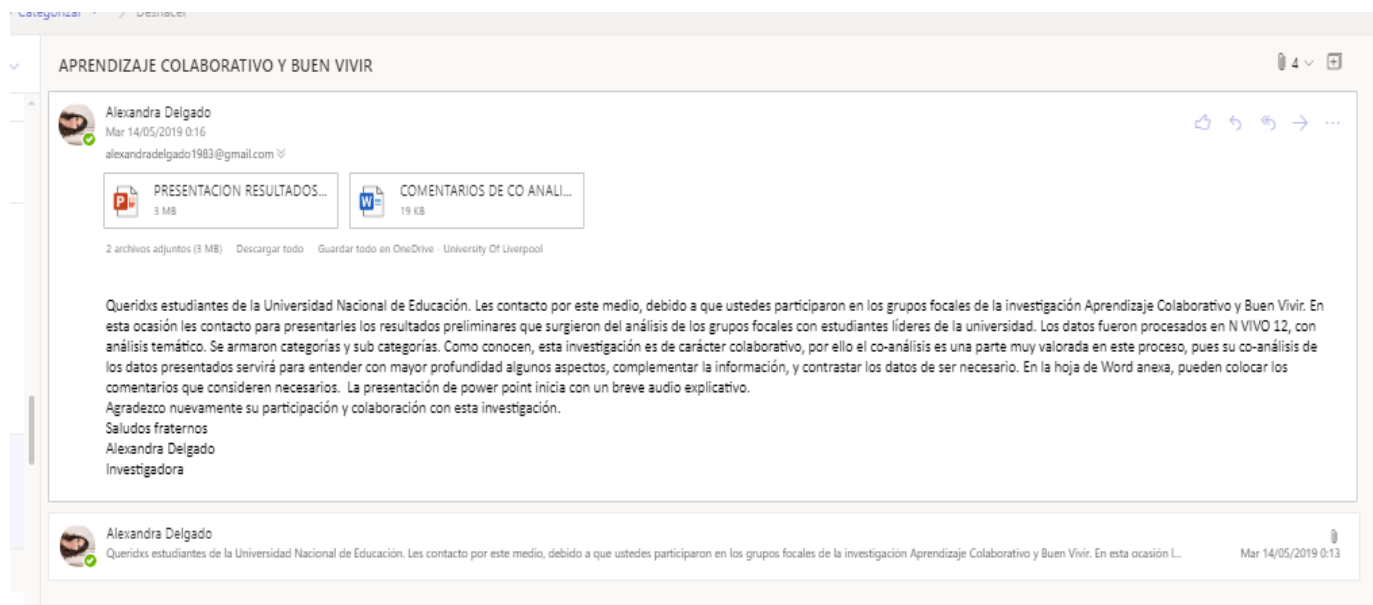 Categorizar Deshacer
APRENDIZAJE COLABORATIVO Y BUEN VIVIR 4
Alexandra Delgado
Mar 14/05/2019 0:16
alexandradelgado1983@gmail.com
PRESENTACION RESULTADOS... COMENTARIOS DE CO ANALI...
3 MB 19 KB
2 archivos adjuntos (3 MB) Descargar todo Guardar todo en OneDrive - University Of Liverpool
Queridxs estudiantes de la Universidad Nacional de Educación. Les contacto por este medio, debido a que ustedes participaron en los grupos focales de la investigación Aprendizaje Colaborativo y Buen Vivir. En
esta ocasión les contacto para presentarles los resultados preliminares que surgieron del análisis de los grupos focales con estudiantes líderes de la universidad. Los datos fueron procesados en N VIVO 12, con
análisis temático. Se armaron categorías y sub categorías. Como conocen, esta investigación es de carácter colaborativo, por ello el co-análisis es una parte muy valorada en este proceso, pues su co-análisis de
los datos presentados servirá para entender con mayor profundidad algunos aspectos, complementar la información, y contrastar los datos de ser necesario. En la hoja de Word anexa, pueden colocar los
comentarios que consideren necesarios. La presentación de power point inicia con un breve audio explicativo.
Agradezco nuevamente su participación y colaboración con esta investigación.
Saludos fraternos
Alexandra Delgado
Investigadora
Alexandra Delgado
Queridxs estudiantes de la Universidad Nacional de Educación. Les contacto por este medio, debido a que ustedes participaron en los grupos focales de la investigación Aprendizaje Colaborativo y Buen Vivir. En esta ocasión l... Mar 14/05/2019 0:13